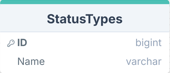 StatusTypes
ID bigint
Name varchar